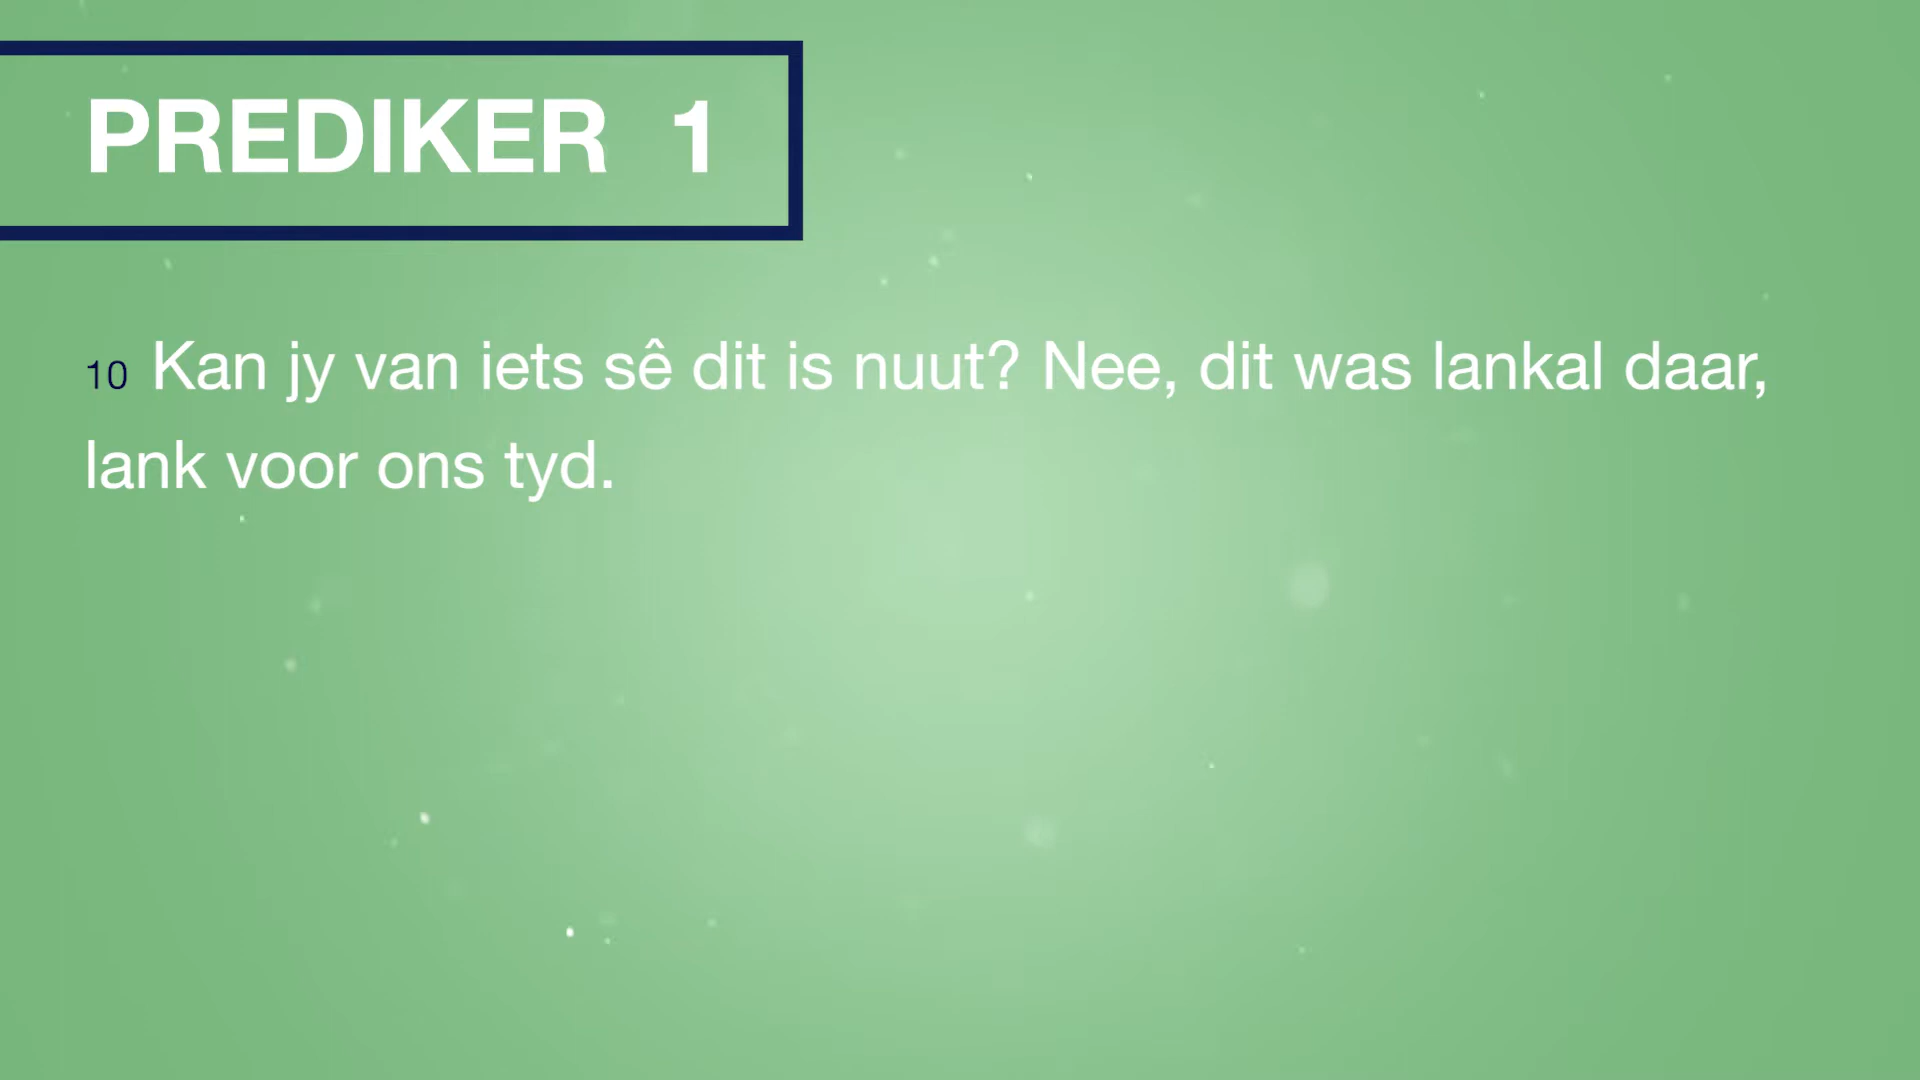 PREDIKER 1
10 Kan jy van iets sê dit is nuut? Nee, dit was lankal daar,
lank voor ons tyd.